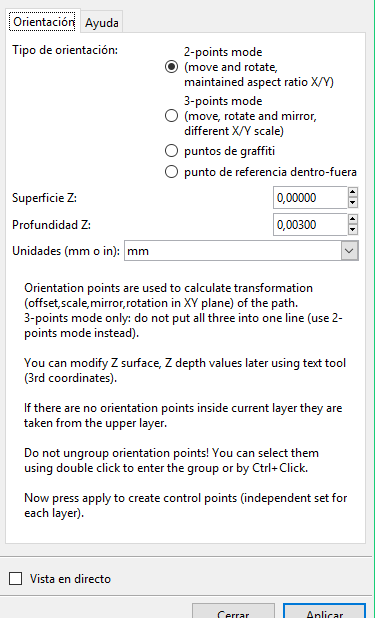 Orientación Ayuda
Tipo de orientación:
2-points mode
(move and rotate,
maintained aspect ratio X/Y)
3-points mode
(move, rotate and mirror,
different X/Y scale)
puntos de graffiti
punto de referencia dentro-fuera
Superficie Z: 0,00000
Profundidad Z: 0,00300
Unidades (mm o in): mm
Orientation points are used to calculate transformation
(offset,scale,mirror,rotation in XY plane) of the path.
3-points mode only: do not put all three into one line (use 2-
points mode instead).
You can modify Z surface, Z depth values later using text tool
(3rd coordinates).
If there are no orientation points inside current layer they are
taken from the upper layer.
Do not ungroup orientation points! You can select them
using double click to enter the group or by Ctrl+Click.
Now press apply to create control points (independent set for
each layer).
Vista en directo
Cerrar Aplicar